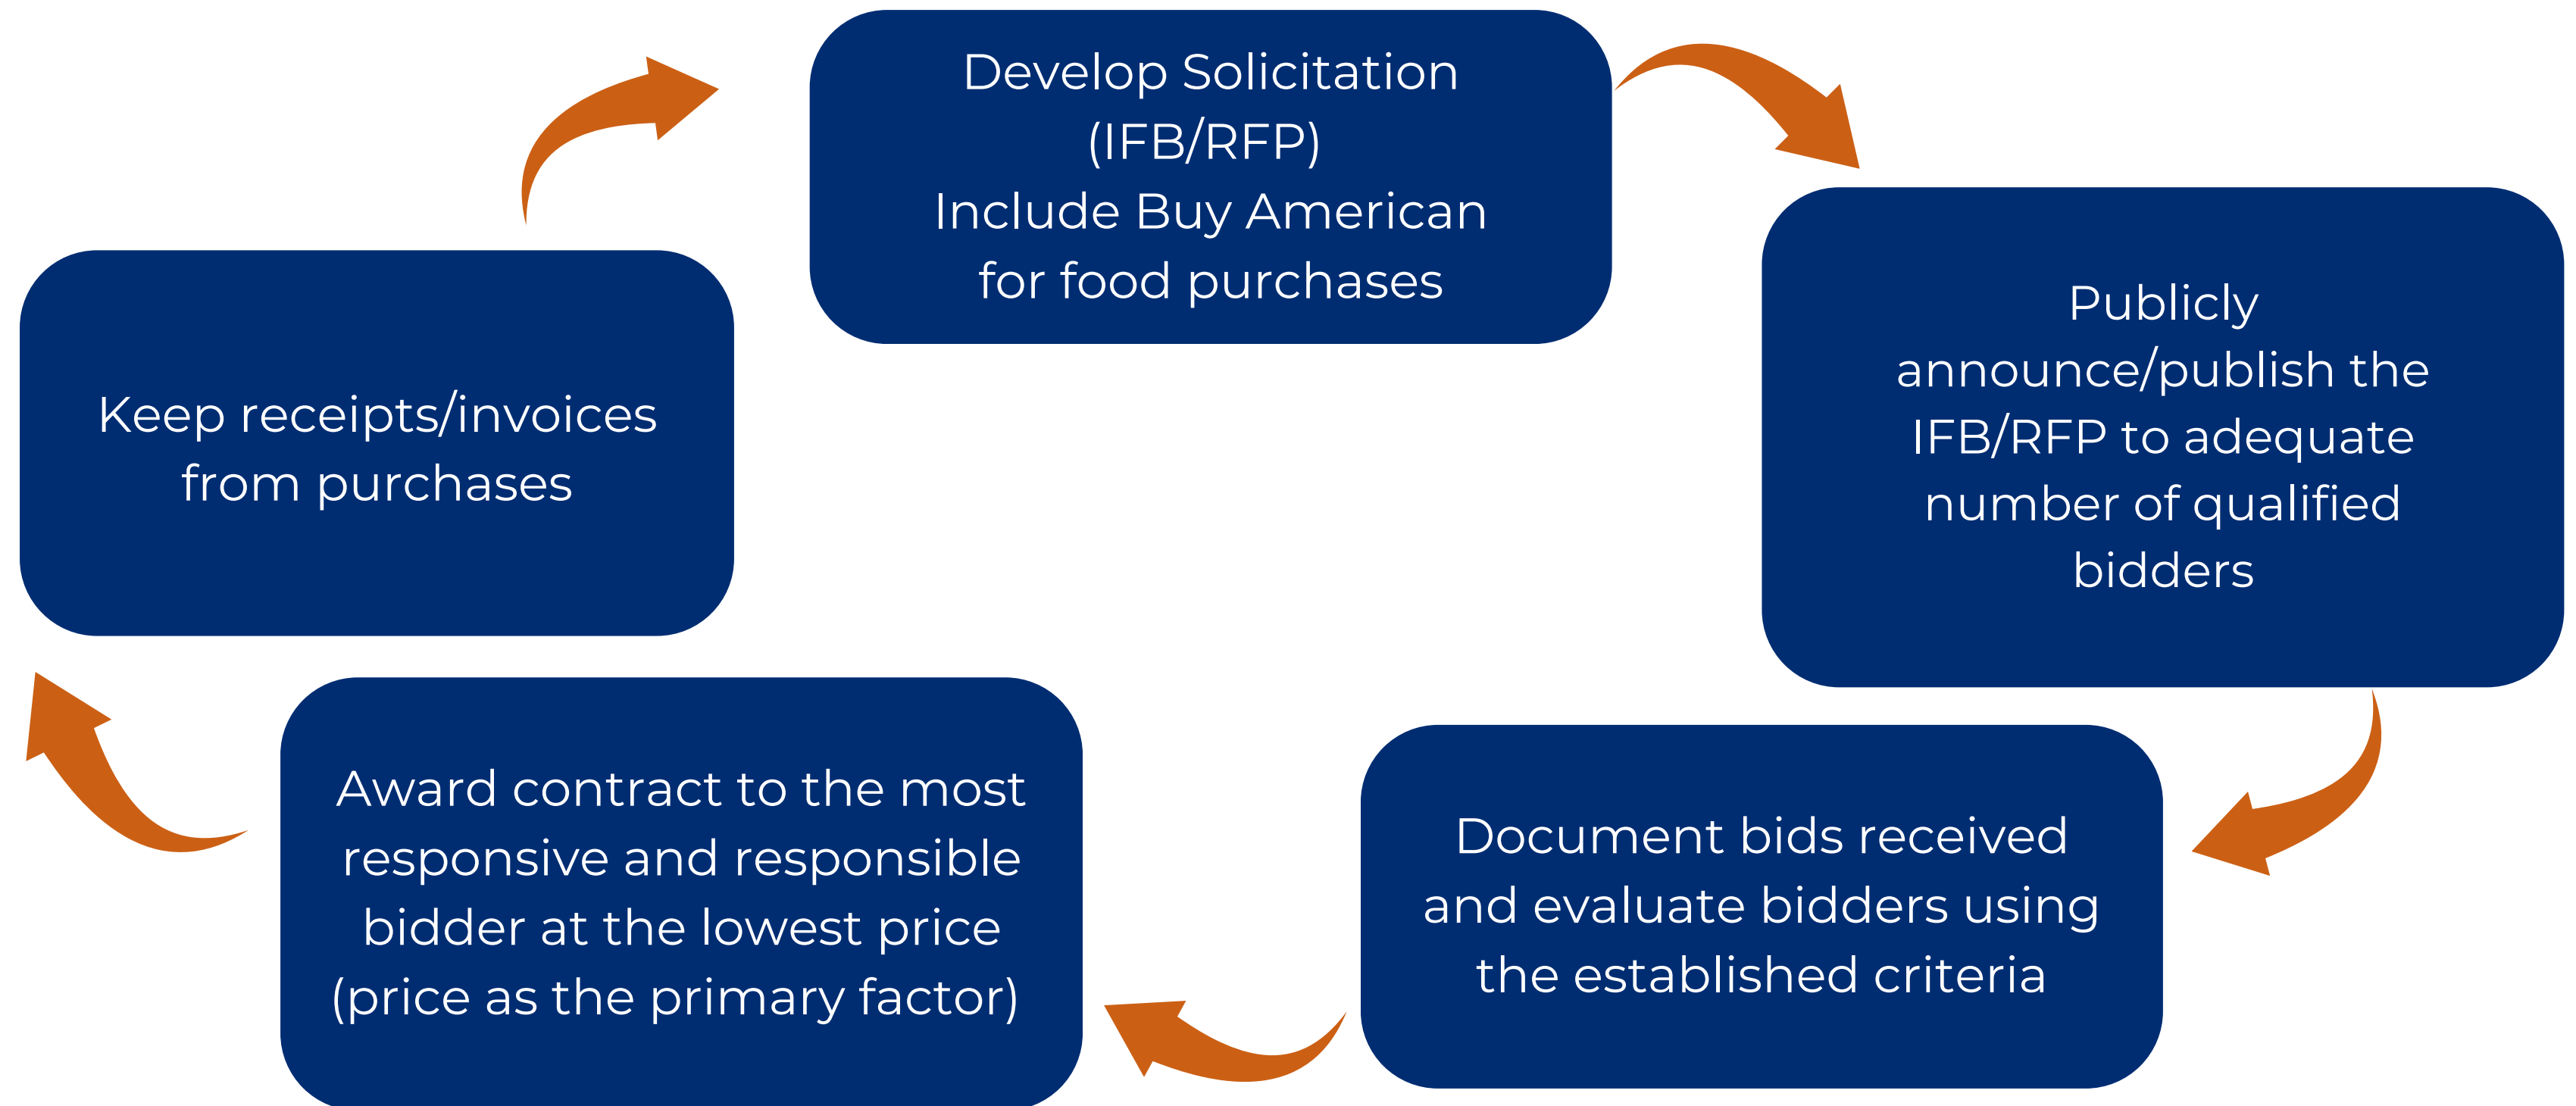 Develop Solicitation
(IFB/RFP)
Include Buy American
for food purchases
Publicly
announce/publish the
IFB/RFP to adequate
number of qualified
bidders
Document bids received
and evaluate bidders using
the established criteria
Award contract to the most
responsive and responsible
bidder at the lowest price
(price as the primary factor)
Keep receipts/invoices
from purchases